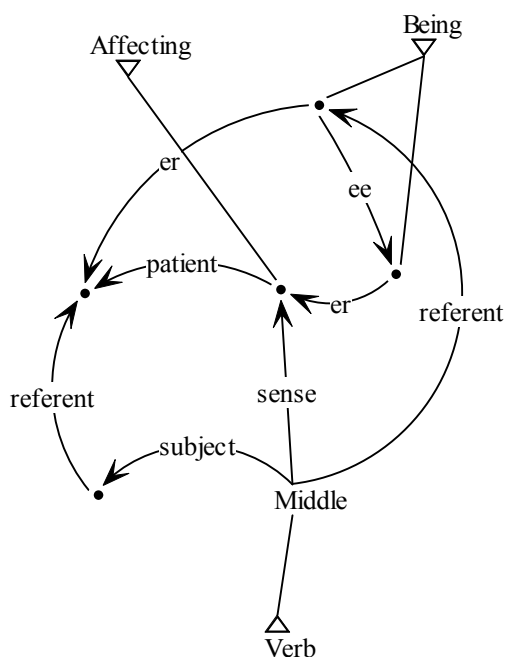 Being
Affecting
er
ee
patient
er
referent
referent
sense
subject
Middle
Verb